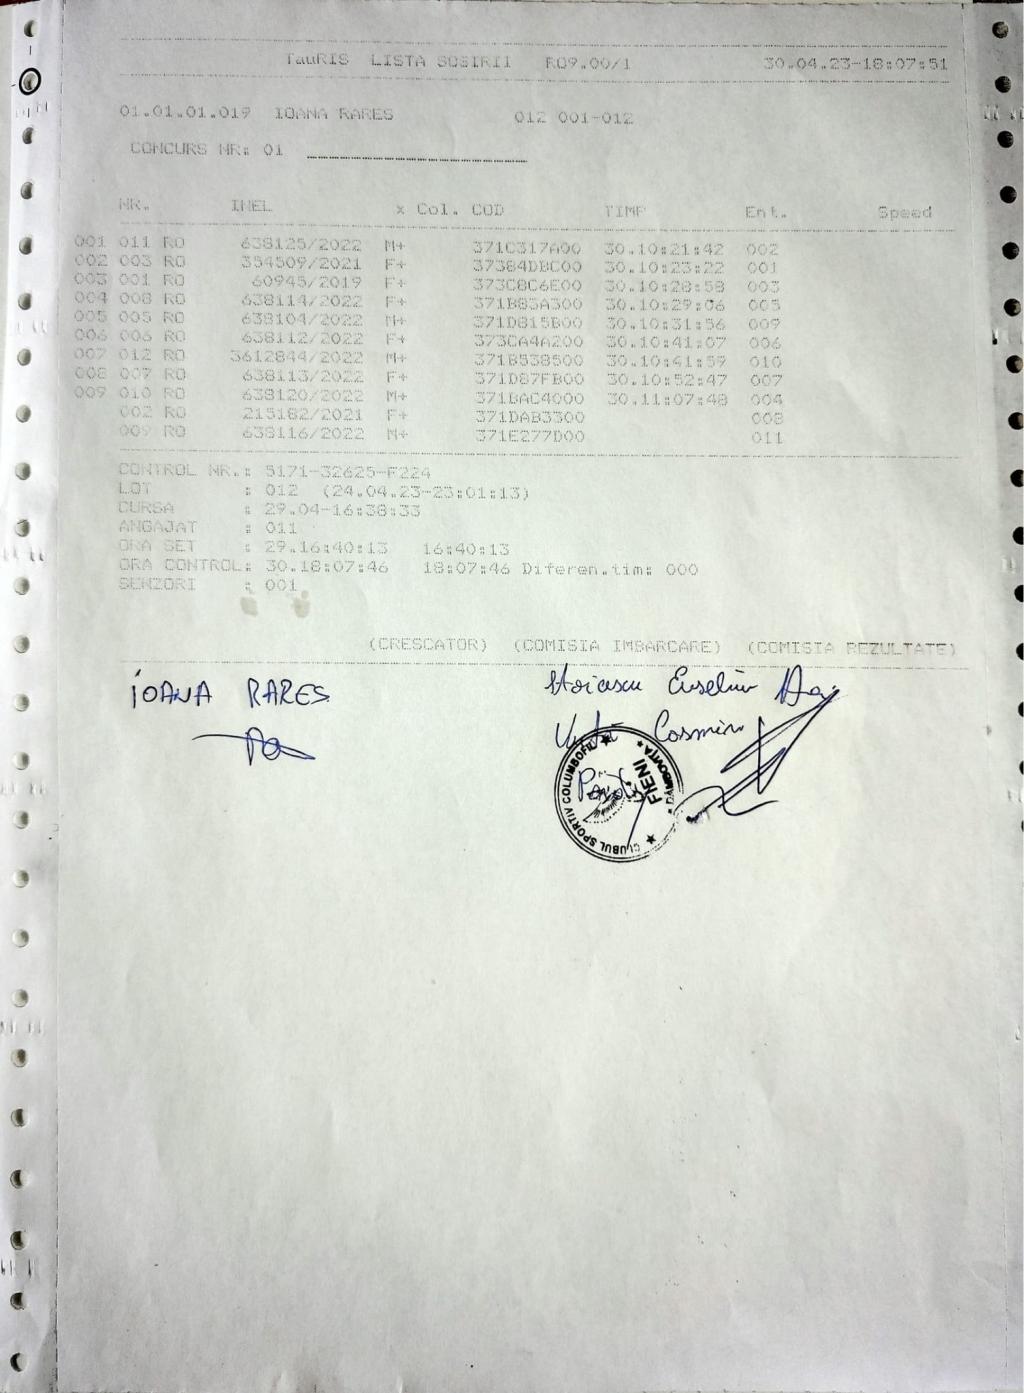 TauRIS LISTA SOSIRII R09.00/1 30.04.23-18:07:51
01.01.01.019 IOANA RARES 012 001-012
CONCURS NR: 01
NR. INEL x Col. COD TIMP Ent. Speed
001 011 RO 638125/2022 M+ 371C317A00 30.10:21:42 002
002 003 RO 354509/2021 F+ 37384DBC00 30.10:23:22 001
003 001 RO 60945/2019 F+ 373C8C6E00 30.10:28:58 003
004 008 RO 638114/2022 F+ 371B83A300 30.10:29:06 005
005 005 RO 638104/2022 M+ 371D815B00 30.10:31:56 009
006 006 RO 638112/2022 F+ 373CA4A200 30.10:41:07 006
007 012 RO 3612844/2022 M+ 371B538500 30.10:41:59 010
008 007 RO 638113/2022 F+ 371D87FB00 30.10:52:47 007
009 010 RO 638120/2022 M+ 371BAC4000 30.11:07:48 004
002 RO 215182/2021 F+ 371DAB3300 008
009 RO 638116/2022 M+ 371E277D00 011
CONTROL NR.: 5171-32625-F224
LOT : 012 (24.04.23-23:01:13)
CURSA : 29.04-16:38:33
ANGAJAT : 011
ORA SET : 29.16:40:13 16:40:13
ORA CONTROL: 30.18:07:46 18:07:46 Diferen.tim: 000
SENZORI : 001
(CRESCATOR) (COMISIA IMBARCARE) (COMISIA REZULTATE)
IOANA RARES
Cosmin
CLUBUL SPORTIV COLUMBOFIL
FIENI
DÂMBOVIȚA